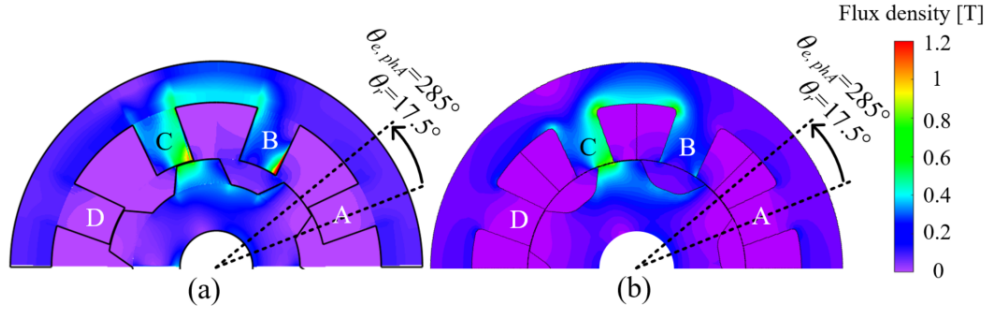 Flux density [T]
θe, phA=285°
θr=17.5°
C
B
D
A
(a)
θe, phA=285°
θr=17.5°
C
B
D
A
(b)
1.2
1
0.8
0.6
0.4
0.2
0